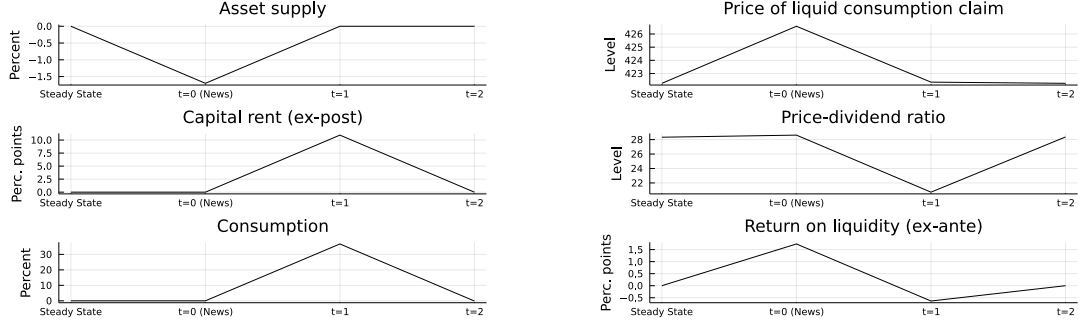 Asset supply
Percent
0.0
−0.5
−1.0
−1.5
Steady State
t=0 (News)
t=1
t=2
Price of liquid consumption claim
Level
426
425
424
423
Steady State
t=0 (News)
t=1
t=2
Capital rent (ex-post)
Perc. points
10.0
7.5
5.0
2.5
0.0
Steady State
t=0 (News)
t=1
t=2
Price-dividend ratio
Level
28
26
24
22
Steady State
t=0 (News)
t=1
t=2
Consumption
Percent
30
20
10
0
Steady State
t=0 (News)
t=1
t=2
Return on liquidity (ex-ante)
Perc. points
1.5
1.0
0.5
0.0
−0.5
Steady State
t=0 (News)
t=1
t=2